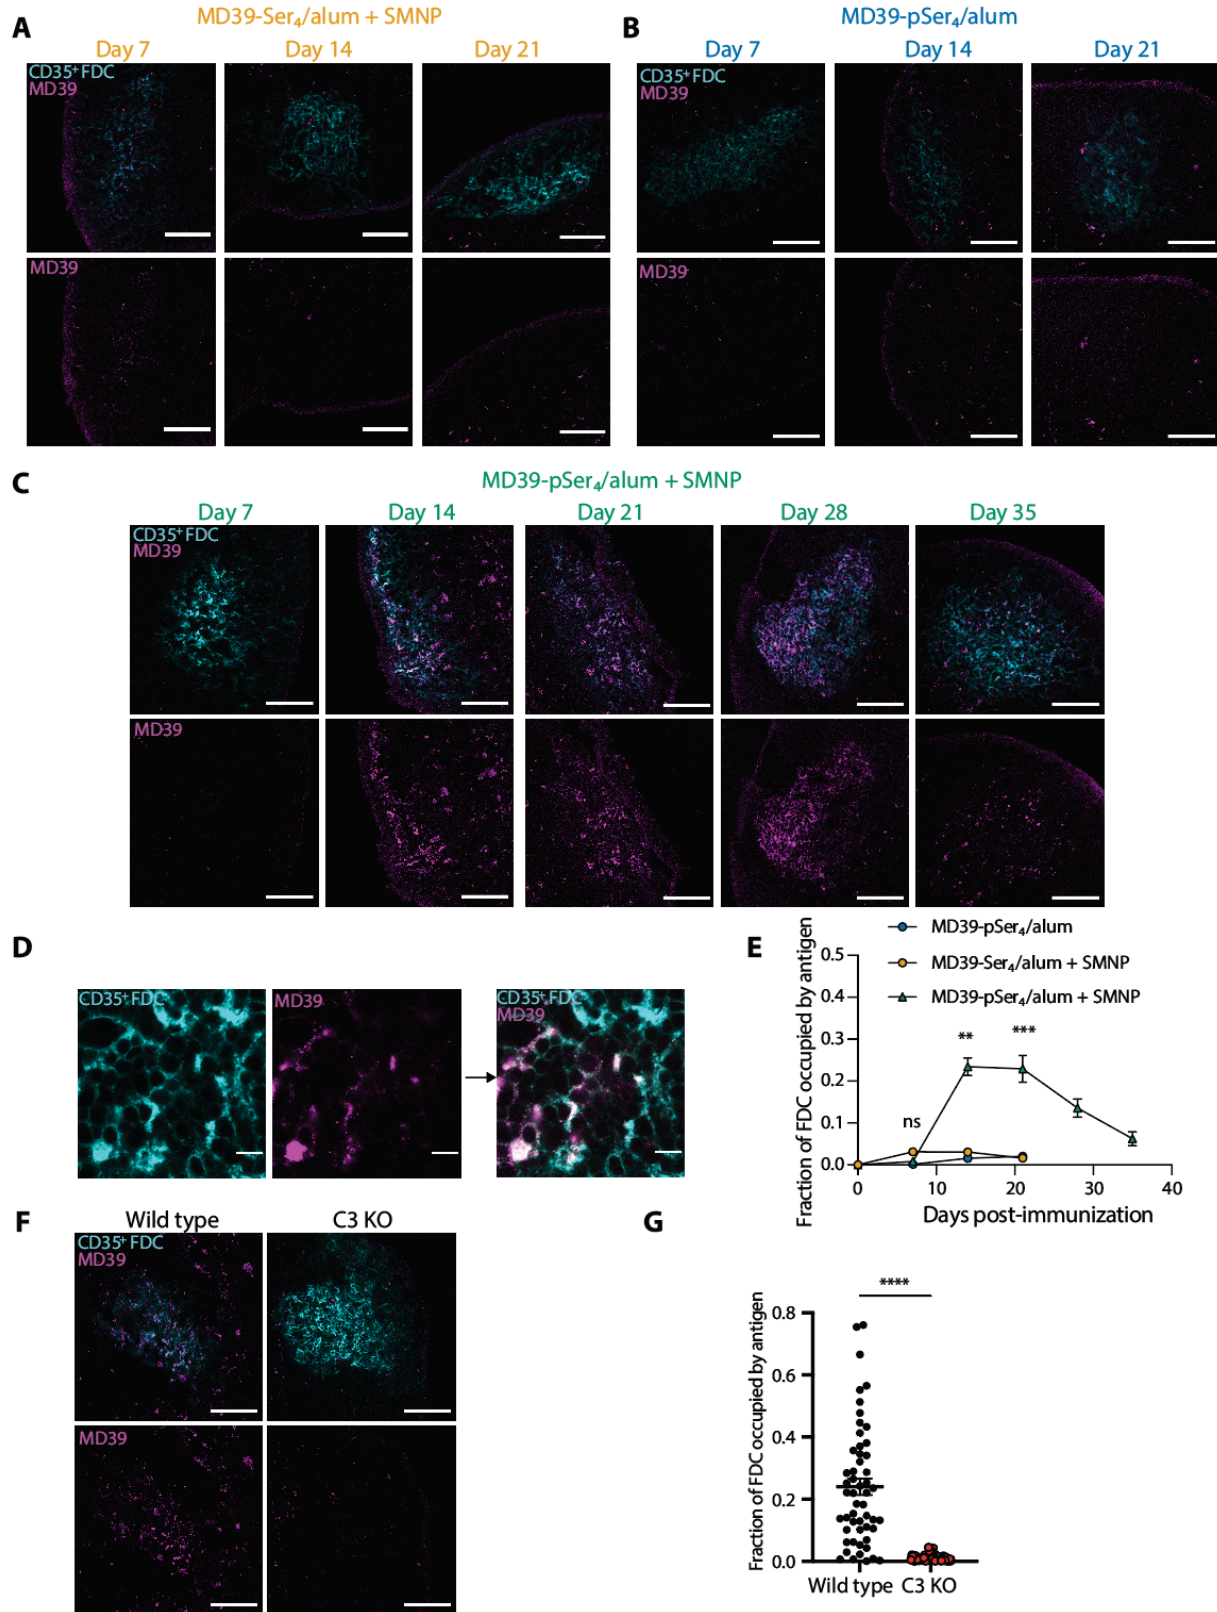 MD39-Ser₄/alum + SMNP
A
Day 7
Day 14
Day 21
CD35⁺FDC
MD39
MD39
MD39-pSer₄/alum
B
Day 7
Day 14
Day 21
CD35⁺FDC
MD39
MD39
C
MD39-pSer₄/alum + SMNP
Day 7
Day 14
Day 21
Day 28
Day 35
CD35⁺FDC
MD39
MD39
D
CD35⁺FDC
MD39
CD35⁺FDC
MD39
E
MD39-pSer₄/alum
MD39-Ser₄/alum + SMNP
MD39-pSer₄/alum + SMNP
Fraction of FDC occupied by antigen
0.5
0.4
0.3
0.2
0.1
0.0
ns
**
***
0
10
20
30
40
Days post-immunization
F
Wild type
C3 KO
CD35⁺FDC
MD39
MD39
G
****
Fraction of FDC occupied by antigen
0.8
0.6
0.4
0.2
0.0
Wild type
C3 KO